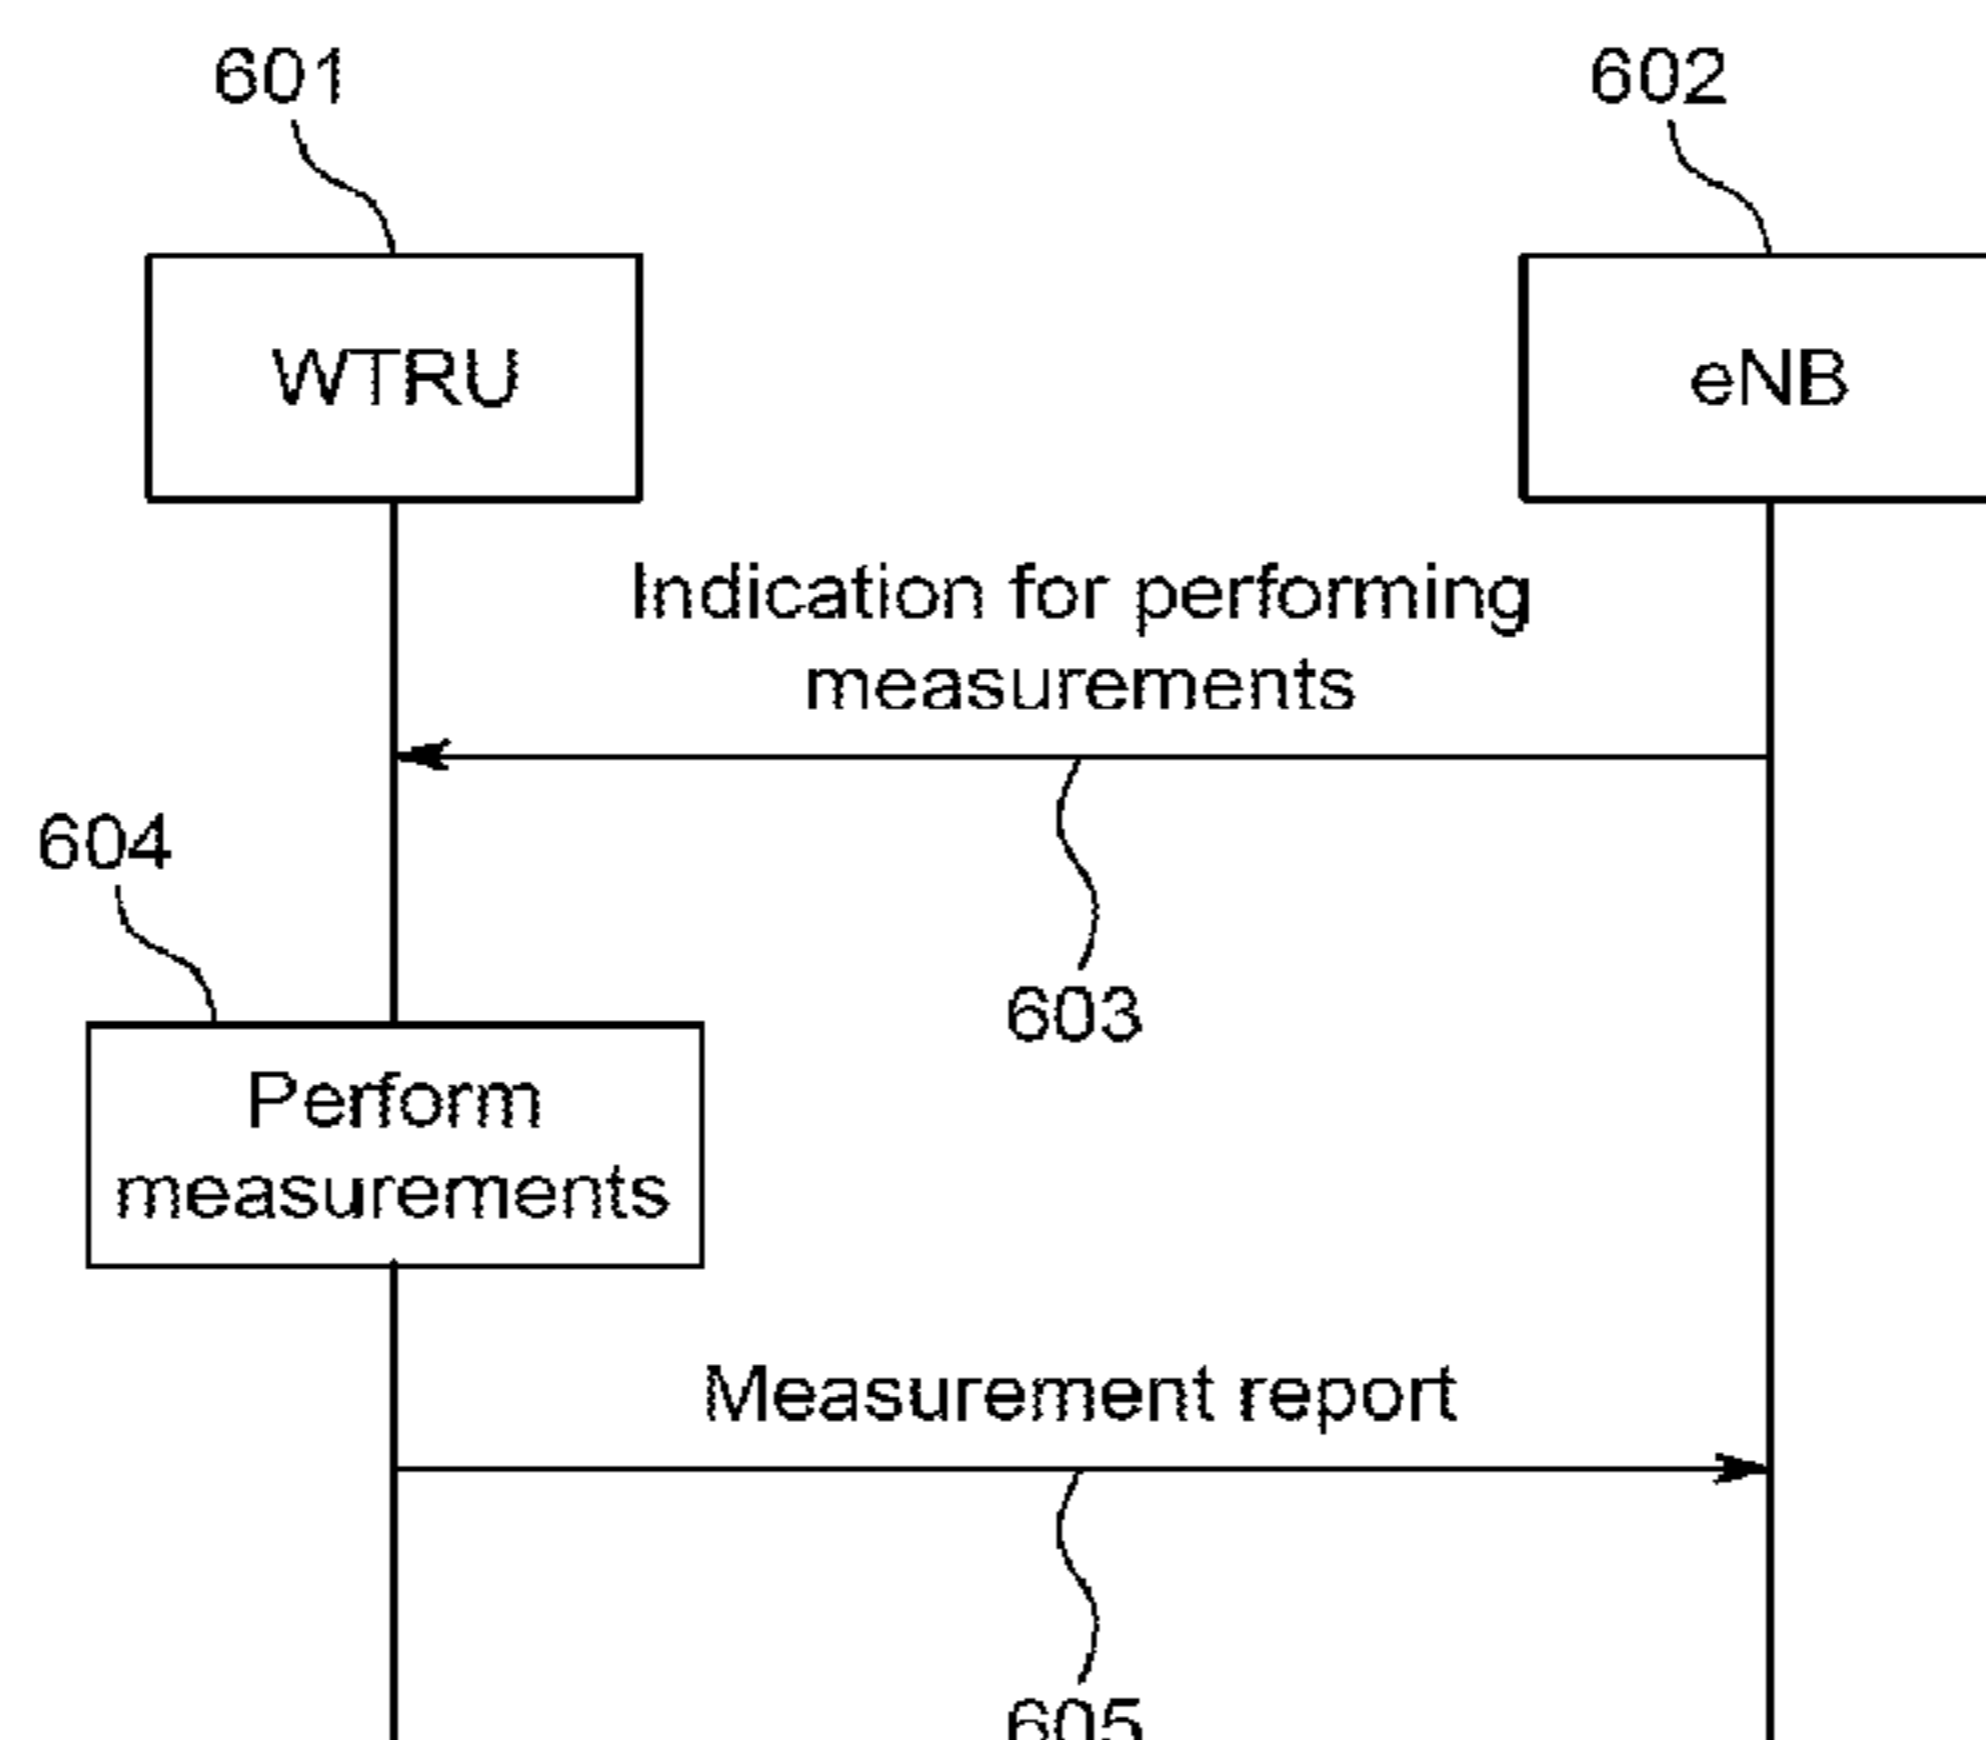 601
602
WTRU
eNB
Indication for performing
measurements
604
603
Perform
measurements
Measurement report
605